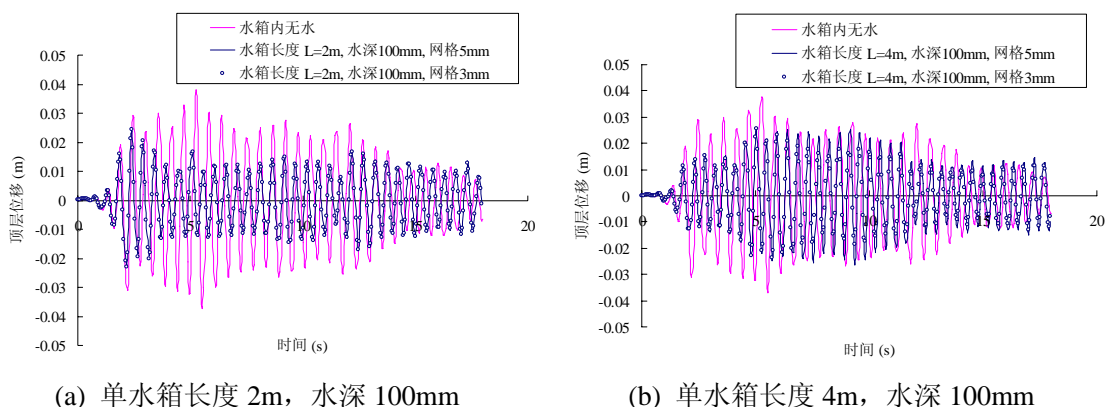 水箱内无水
水箱长度 L=2m, 水深100mm, 网格5mm
水箱长度 L=2m, 水深100mm, 网格3mm
0.05
0.04
0.03
0.02
0.01
0
-0.01
-0.02
-0.03
-0.04
-0.05
0
5
10
15
20
顶层位移 (m)
时间 (s)
(a) 单水箱长度 2m，水深 100mm
水箱内无水
水箱长度 L=4m, 水深100mm, 网格5mm
水箱长度 L=4m, 水深100mm, 网格3mm
0.05
0.04
0.03
0.02
0.01
0
-0.01
-0.02
-0.03
-0.04
-0.05
0
5
10
15
20
顶层位移 (m)
时间 (s)
(b) 单水箱长度 4m，水深 100mm